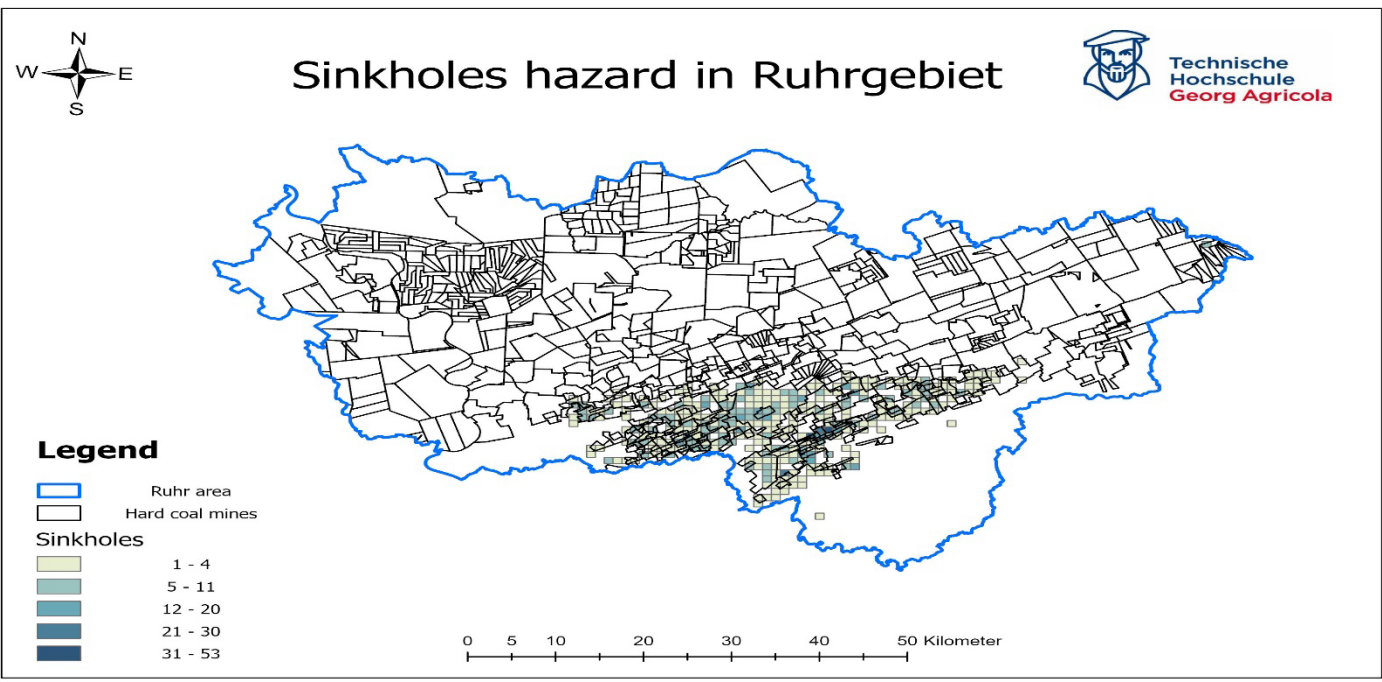 N
W E
S
Sinkholes hazard in Ruhrgebiet
Technische
Hochschule
Georg Agricola
Legend
Ruhr area
Hard coal mines
Sinkholes
1 - 4
5 - 11
12 - 20
21 - 30
31 - 53
0 5 10 20 30 40 50 Kilometer